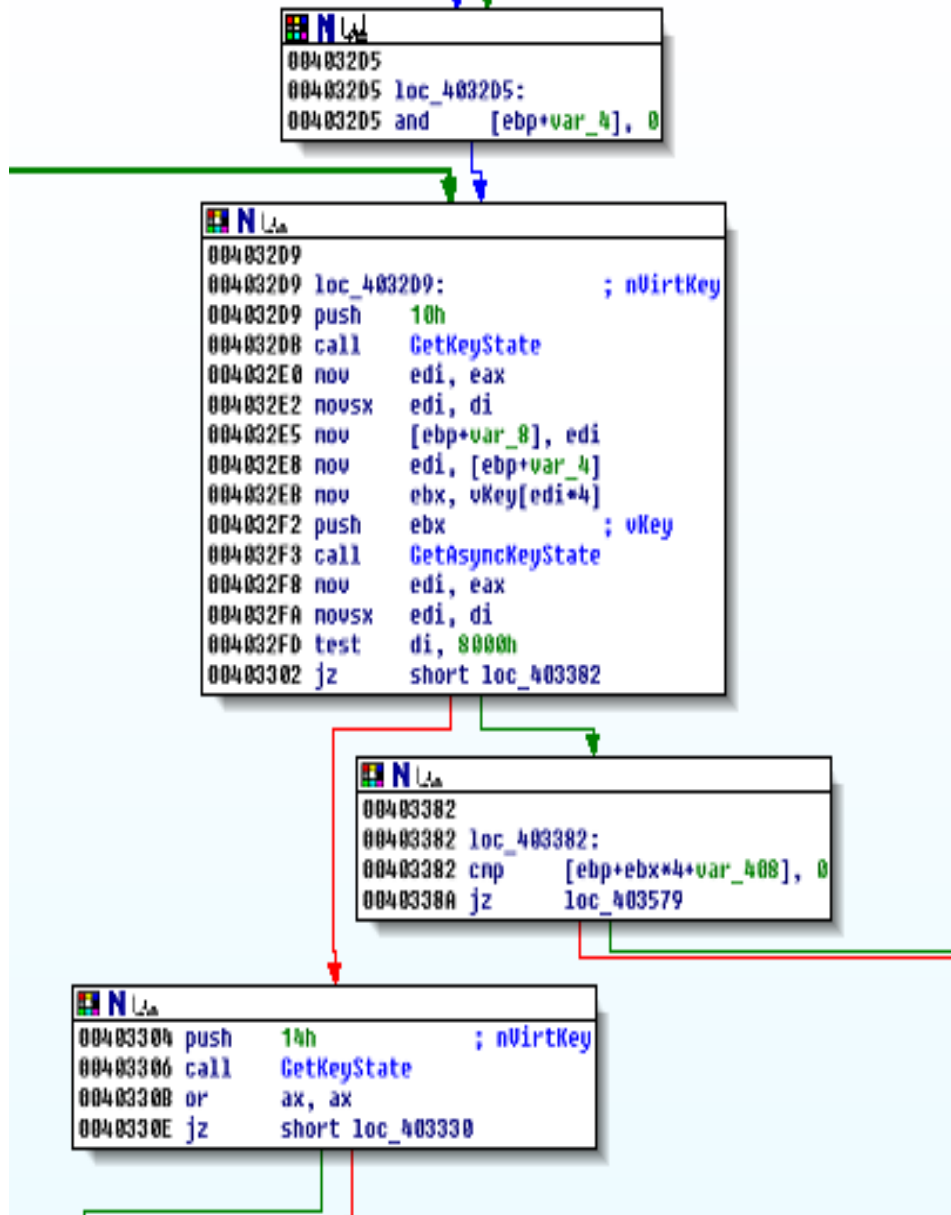 004032D5
004032D5 loc_4032D5:
004032D5 and [ebp+var_4], 0
004032D9
004032D9 loc_4032D9: ; nVirtKey
004032D9 push 10h
004032DB call GetKeyState
004032E0 mov edi, eax
004032E2 movsx edi, di
004032E5 mov [ebp+var_8], edi
004032E8 mov edi, [ebp+var_4]
004032EB mov ebx, vKey[edi*4]
004032F2 push ebx ; vKey
004032F3 call GetAsyncKeyState
004032F8 mov edi, eax
004032FA movsx edi, di
004032FD test di, 8000h
00403302 jz short loc_403382
00403382
00403382 loc_403382:
00403382 cmp [ebp+ebx*4+var_408], 0
0040338A jz loc_403579
00403304 push 14h ; nVirtKey
00403306 call GetKeyState
0040330B or ax, ax
0040330E jz short loc_403330